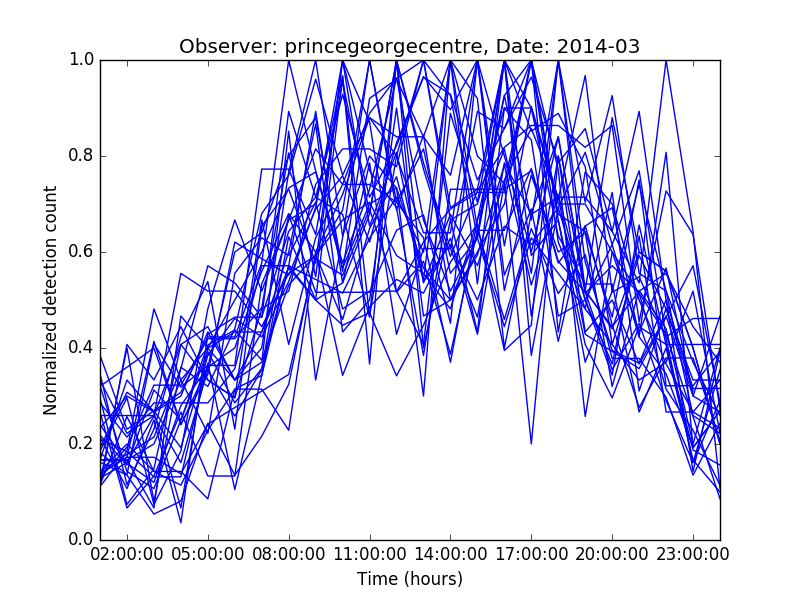 Observer: princegeorgecentre, Date: 2014-03
1.0
0.8
0.6
0.4
0.2
0.0
Normalized detection count
02:00:00 05:00:00 08:00:00 11:00:00 14:00:00 17:00:00 20:00:00 23:00:00
Time (hours)